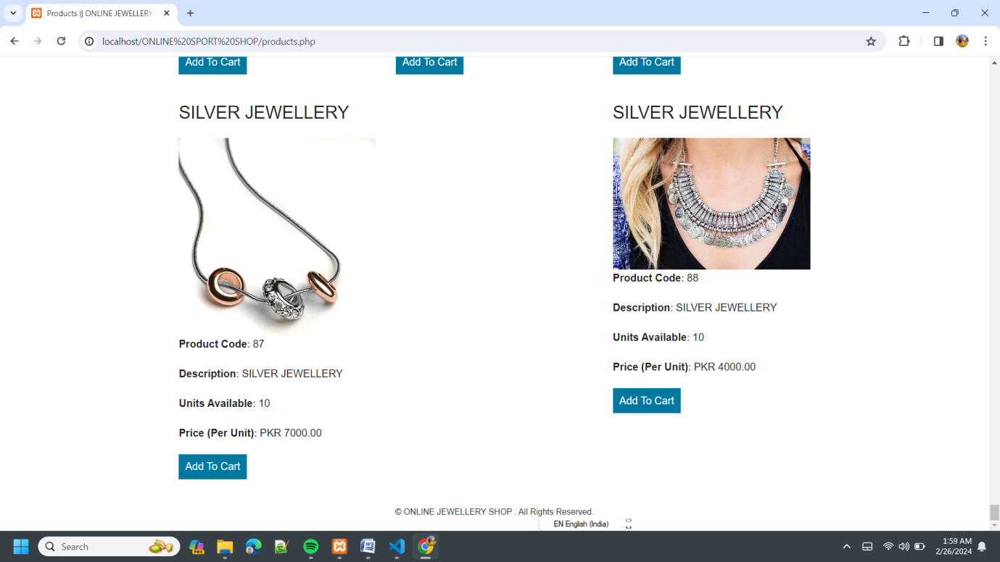 Products || ONLINE JEWELLERY
localhost/ONLINE%20SPORT%20SHOP/products.php
Add To Cart
Add To Cart
Add To Cart
SILVER JEWELLERY
SILVER JEWELLERY
Product Code: 87
Description: SILVER JEWELLERY
Units Available: 10
Price (Per Unit): PKR 7000.00
Add To Cart
Product Code: 88
Description: SILVER JEWELLERY
Units Available: 10
Price (Per Unit): PKR 4000.00
Add To Cart
© ONLINE JEWELLERY SHOP . All Rights Reserved.
EN English (India)
Search
PRE
1:59 AM
2/26/2024